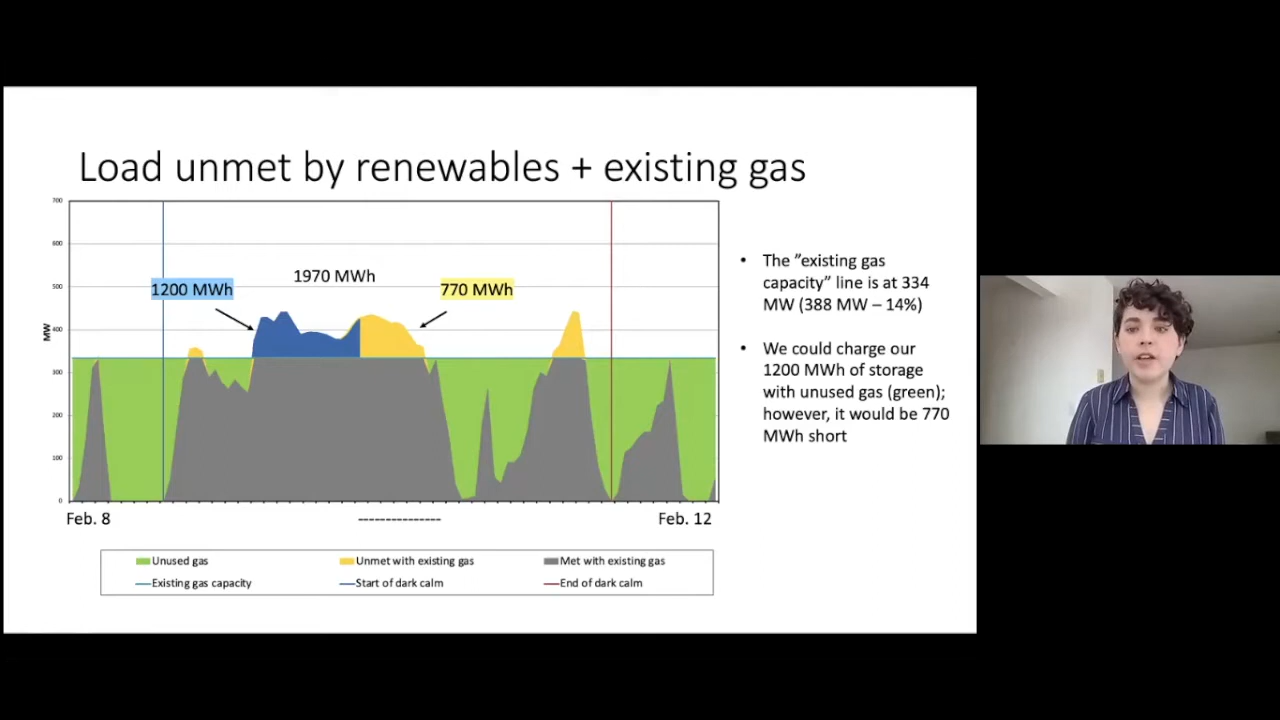 Load unmet by renewables + existing gas
700
600
500
400
300
200
100
0
MW
1200 MWh
1970 MWh
770 MWh
Feb. 8
---------------
Feb. 12
Unused gas
Unmet with existing gas
Met with existing gas
Existing gas capacity
Start of dark calm
End of dark calm
• The ”existing gas
capacity” line is at 334
MW (388 MW – 14%)
• We could charge our
1200 MWh of storage
with unused gas (green);
however, it would be 770
MWh short